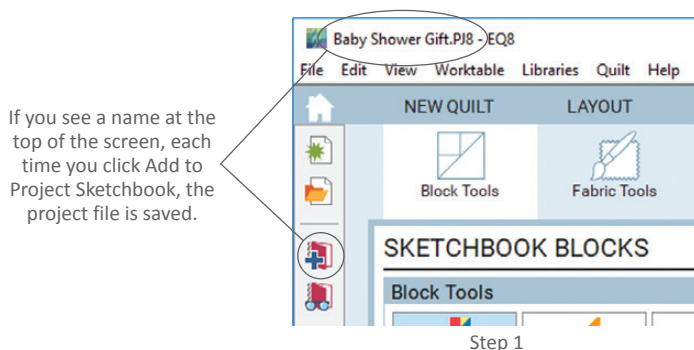 Baby Shower Gift.PJ8 - EQ8
File Edit View Worktable Libraries Quilt Help
NEW QUILT LAYOUT
Block Tools Fabric Tools
SKETCHBOOK BLOCKS
Block Tools
If you see a name at the
top of the screen, each
time you click Add to
Project Sketchbook, the
project file is saved.
Step 1